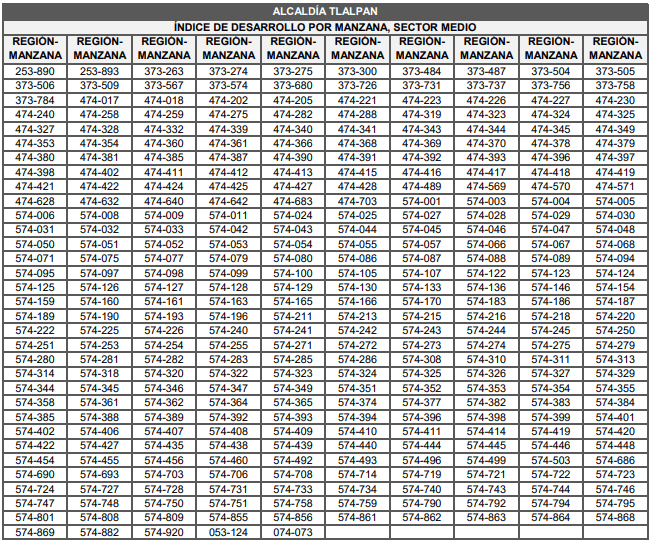 ALCALDÍA TLALPAN
ÍNDICE DE DESARROLLO POR MANZANA, SECTOR MEDIO
REGIÓN- REGIÓN- REGIÓN- REGIÓN- REGIÓN- REGIÓN- REGIÓN- REGIÓN- REGIÓN- REGIÓN-
MANZANA MANZANA MANZANA MANZANA MANZANA MANZANA MANZANA MANZANA MANZANA MANZANA
253-890 253-893 373-263 373-274 373-275 373-300 373-484 373-487 373-504 373-505
373-506 373-509 373-567 373-574 373-680 373-726 373-731 373-737 373-756 373-758
373-784 474-017 474-018 474-202 474-205 474-221 474-223 474-226 474-227 474-230
474-240 474-258 474-259 474-275 474-282 474-288 474-319 474-323 474-324 474-325
474-327 474-328 474-332 474-339 474-340 474-341 474-343 474-344 474-345 474-349
474-353 474-354 474-360 474-361 474-366 474-368 474-369 474-370 474-378 474-379
474-380 474-381 474-385 474-387 474-390 474-391 474-392 474-393 474-396 474-397
474-398 474-402 474-411 474-412 474-413 474-415 474-416 474-417 474-418 474-419
474-421 474-422 474-424 474-425 474-427 474-428 474-489 474-569 474-570 474-571
474-628 474-632 474-640 474-642 474-683 474-703 574-001 574-003 574-004 574-005
574-006 574-008 574-009 574-011 574-024 574-025 574-027 574-028 574-029 574-030
574-031 574-032 574-033 574-042 574-043 574-044 574-045 574-046 574-047 574-048
574-050 574-051 574-052 574-053 574-054 574-055 574-057 574-066 574-067 574-068
574-071 574-075 574-077 574-079 574-080 574-086 574-087 574-088 574-089 574-094
574-095 574-097 574-098 574-099 574-100 574-105 574-107 574-122 574-123 574-124
574-125 574-126 574-127 574-128 574-129 574-130 574-133 574-136 574-146 574-154
574-159 574-160 574-161 574-163 574-165 574-166 574-170 574-183 574-186 574-187
574-189 574-190 574-193 574-196 574-211 574-213 574-215 574-216 574-218 574-220
574-222 574-225 574-226 574-240 574-241 574-242 574-243 574-244 574-245 574-250
574-251 574-253 574-254 574-255 574-271 574-272 574-273 574-274 574-275 574-279
574-280 574-281 574-282 574-283 574-285 574-286 574-308 574-310 574-311 574-313
574-314 574-318 574-320 574-322 574-323 574-324 574-325 574-326 574-327 574-329
574-344 574-345 574-346 574-347 574-349 574-351 574-352 574-353 574-354 574-355
574-358 574-361 574-362 574-364 574-365 574-374 574-377 574-382 574-383 574-384
574-385 574-388 574-389 574-392 574-393 574-394 574-396 574-398 574-399 574-401
574-402 574-406 574-407 574-408 574-409 574-410 574-411 574-414 574-419 574-420
574-422 574-427 574-435 574-438 574-439 574-440 574-444 574-445 574-446 574-448
574-454 574-455 574-456 574-460 574-492 574-493 574-496 574-499 574-503 574-686
574-690 574-693 574-703 574-706 574-708 574-714 574-719 574-721 574-722 574-723
574-724 574-727 574-728 574-731 574-733 574-734 574-740 574-743 574-744 574-746
574-747 574-748 574-750 574-751 574-758 574-759 574-790 574-792 574-794 574-795
574-801 574-808 574-809 574-855 574-856 574-861 574-862 574-863 574-864 574-868
574-869 574-882 574-920 053-124 074-073